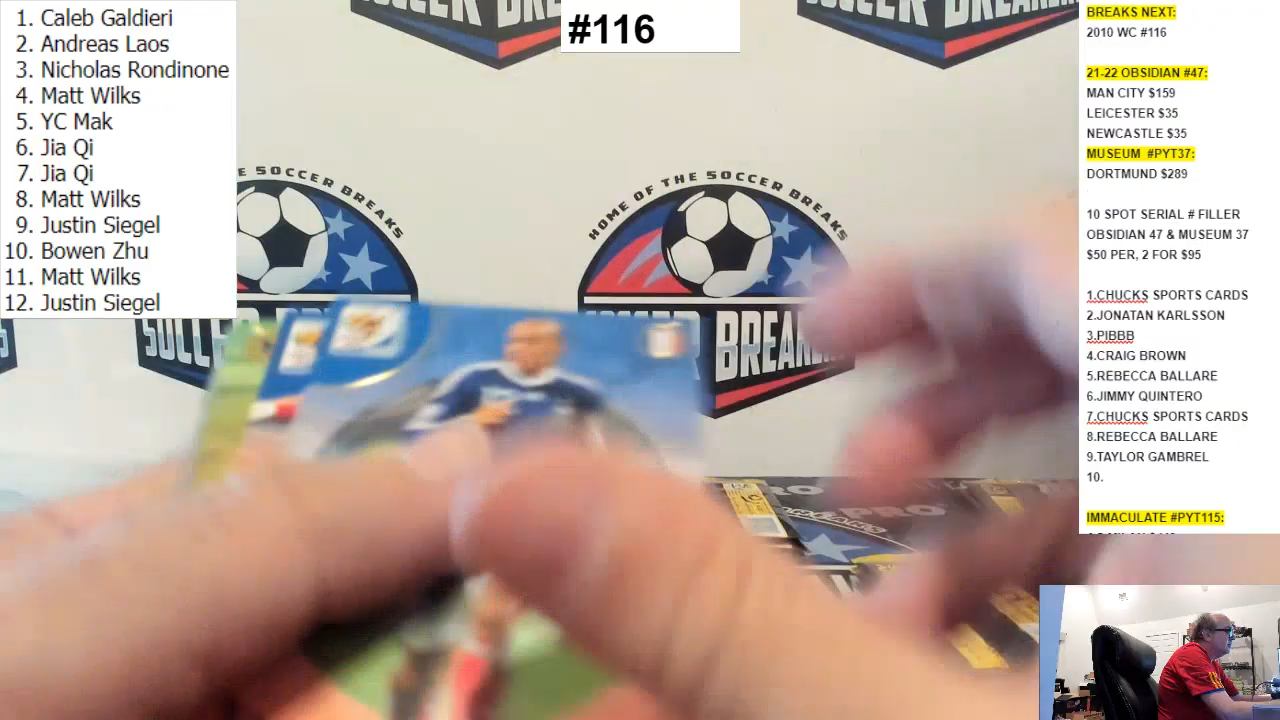 1. Caleb Galdieri
2. Andreas Laos
3. Nicholas Rondinone
4. Matt Wilks
5. YC Mak
6. Jia Qi
7. Jia Qi
8. Matt Wilks
9. Justin Siegel
10. Bowen Zhu
11. Matt Wilks
12. Justin Siegel
#116
BREAKS NEXT:
2010 WC #116
21-22 OBSIDIAN #47:
MAN CITY $159
LEICESTER $35
NEWCASTLE $35
MUSEUM #PYT37:
DORTMUND $289
10 SPOT SERIAL # FILLER
OBSIDIAN 47 & MUSEUM 37
$50 PER, 2 FOR $95
1.CHUCKS SPORTS CARDS
2.JONATAN KARLSSON
3.PIBBB
4.CRAIG BROWN
5.REBECCA BALLARE
6.JIMMY QUINTERO
7.CHUCKS SPORTS CARDS
8.REBECCA BALLARE
9.TAYLOR GAMBREL
10.
IMMACULATE #PYT115:
SOCCER BREAKERS
E SOCCER BREAKS
HOME OF THE SOCCER BREAKS
SOCCER BREAKERS